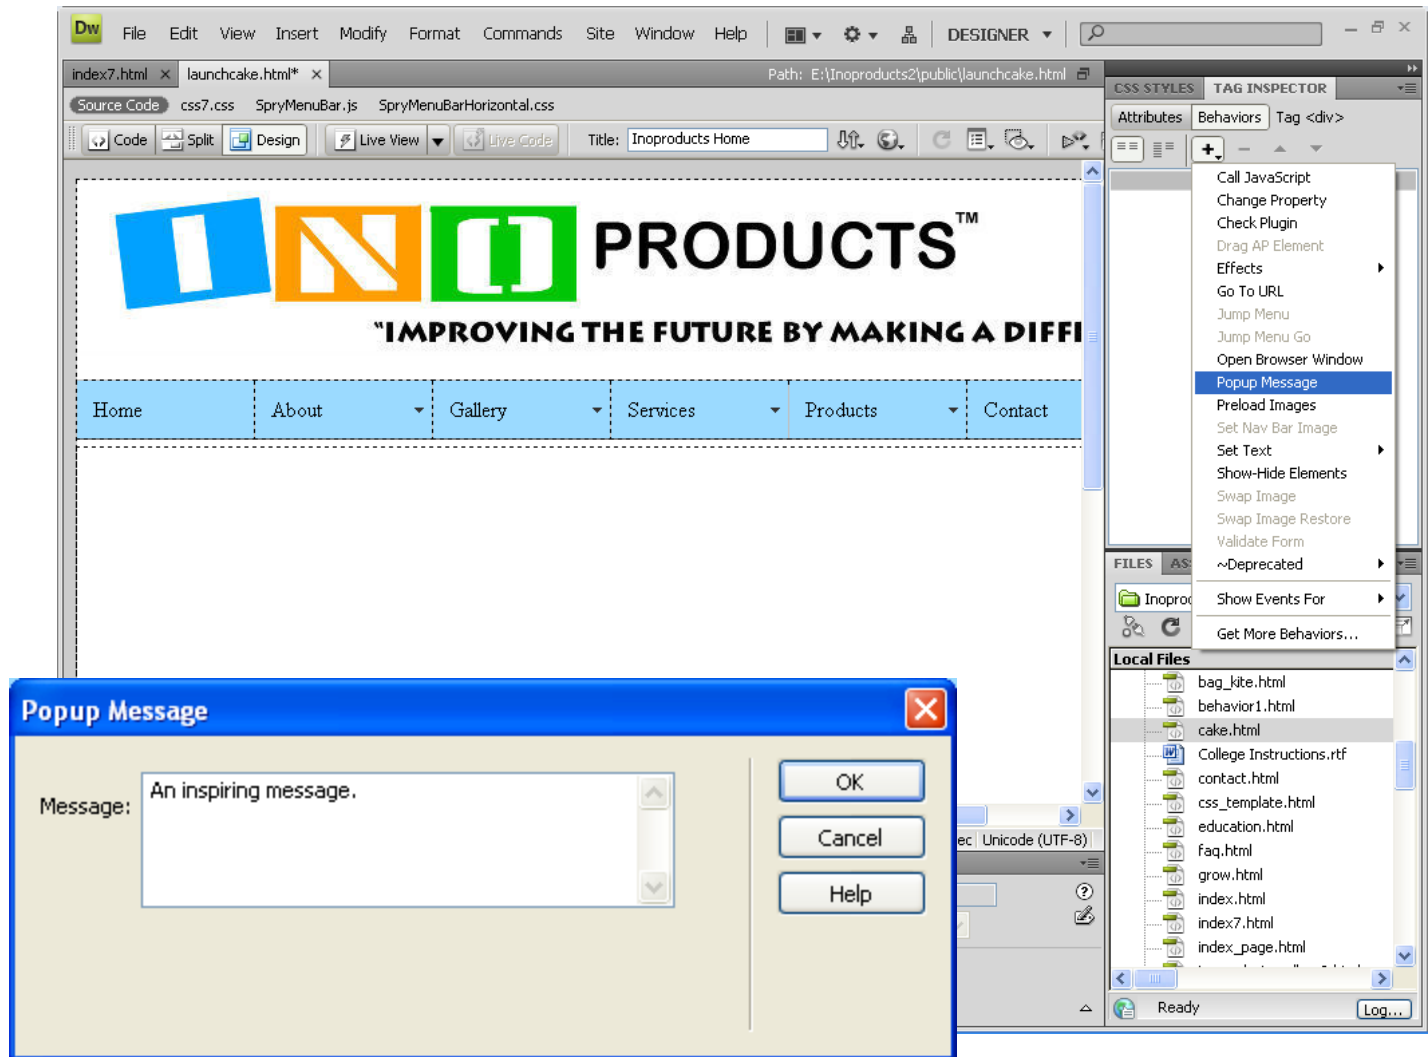 Dw File Edit View Insert Modify Format Commands Site Window Help DESIGNER
index7.html launchcake.html* Path: E:\Inoproducts2\public\launchcake.html
Source Code css7.css SpryMenuBar.js SpryMenuBarHorizontal.css
Code Split Design Live View Live Code Title: Inoproducts Home
INO PRODUCTS™
"IMPROVING THE FUTURE BY MAKING A DIFF
Home About Gallery Services Products Contact
CSS STYLES TAG INSPECTOR
Attributes Behaviors Tag <div>
Call JavaScript
Change Property
Check Plugin
Drag AP Element
Effects
Go To URL
Jump Menu
Jump Menu Go
Open Browser Window
Popup Message
Preload Images
Set Nav Bar Image
Set Text
Show-Hide Elements
Swap Image
Swap Image Restore
Validate Form
~Deprecated
Show Events For
Get More Behaviors...
FILES AS
Inoproc
Local Files
bag_kite.html
behavior1.html
cake.html
College Instructions.rtf
contact.html
css_template.html
education.html
faq.html
grow.html
index.html
index7.html
index_page.html
Ready Log...
ec Unicode (UTF-8)
Popup Message
Message: An inspiring message.
OK
Cancel
Help